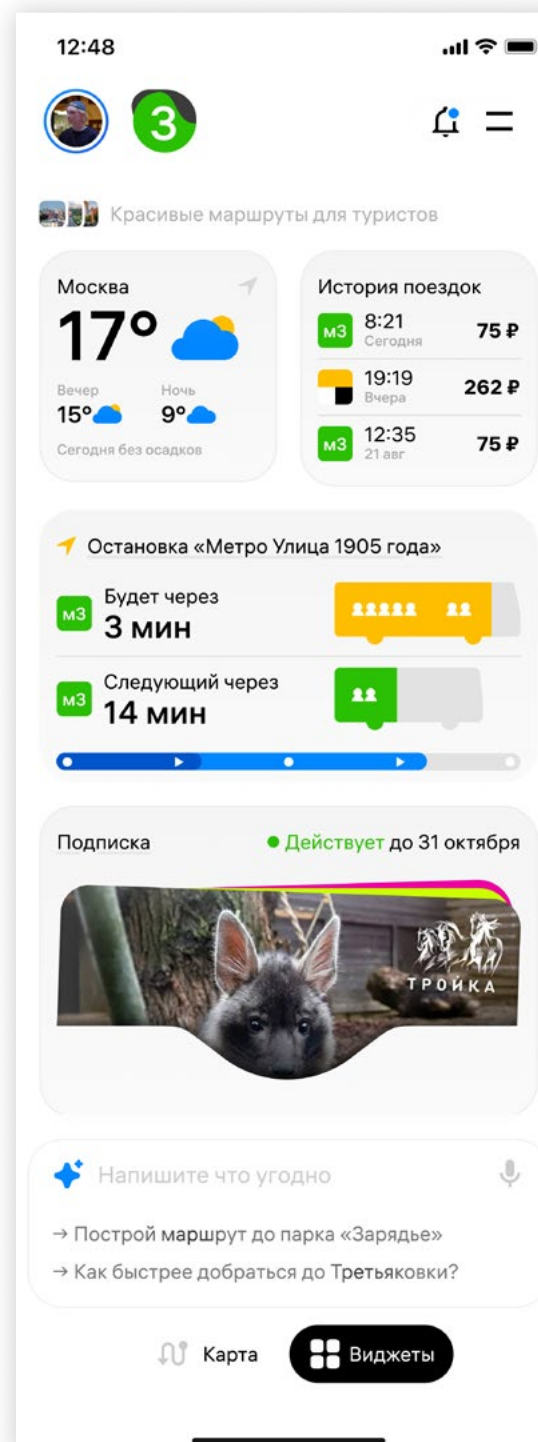 12:48
3
Красивые маршруты для туристов
Москва
17°
Вечер
Ночь
15°
9°
Сегодня без осадков
История поездок
м3 8:21 75 ₽
Сегодня
19:19 262 ₽
Вчера
м3 12:35 75 ₽
21 авг
Остановка «Метро Улица 1905 года»
Будет через
м3 3 мин
Следующий через
м3 14 мин
Подписка
Действует до 31 октября
ТРОЙКА
Напишите что угодно
→ Построй маршрут до парка «Зарядье»
→ Как быстрее добраться до Третьяковки?
Карта
Виджеты